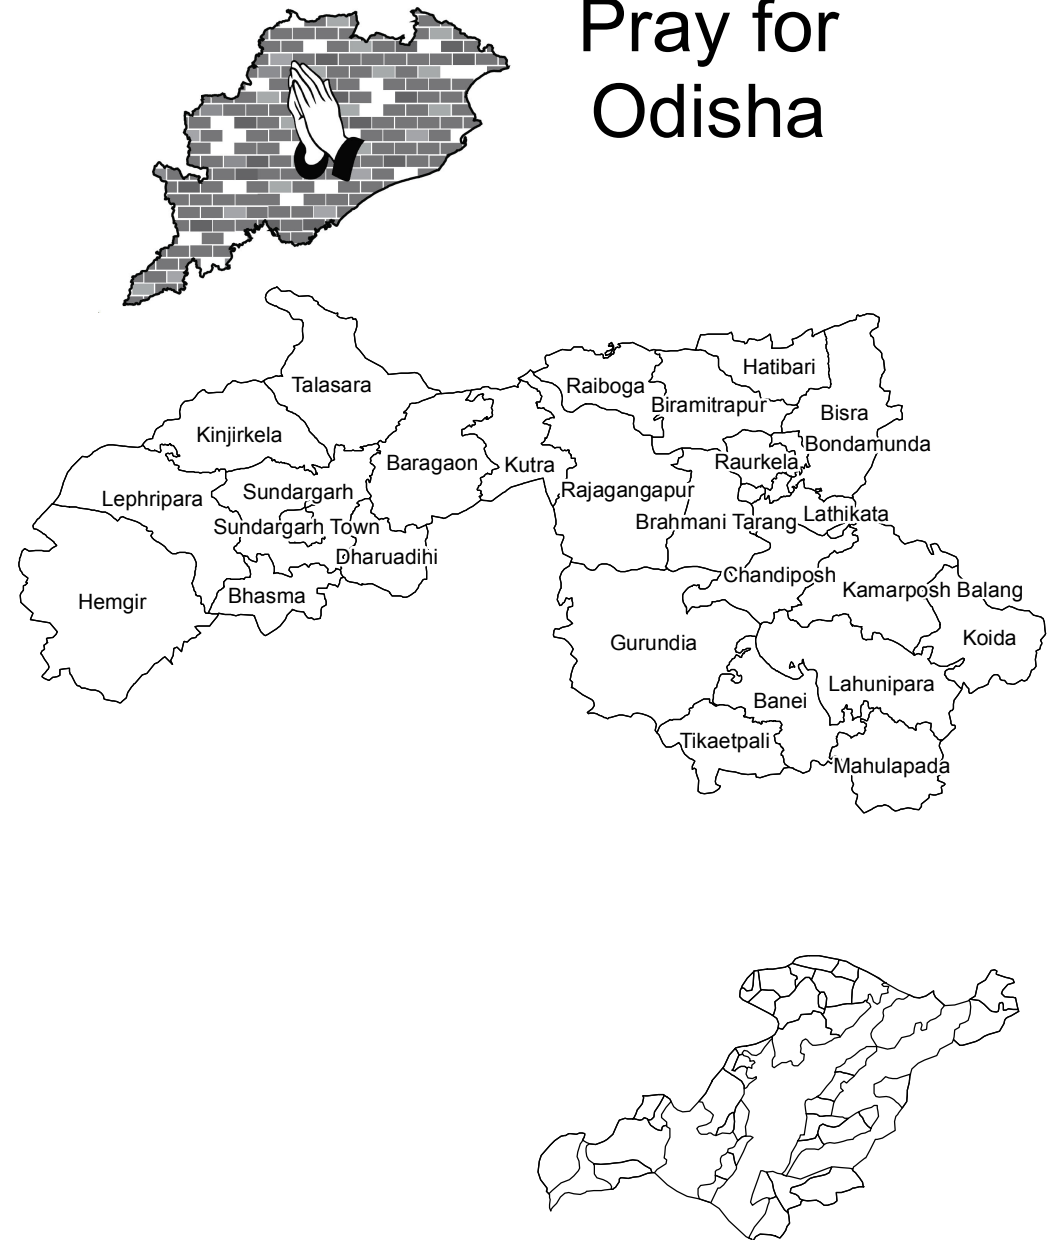 Pray for
Odisha
Hatibari
Talasara
Raiboga
Biramitrapur
Bisra
Kinjirkela
Bondamunda
Baragaon
Kutra
Raurkela
Lephripara
Sundargarh
Rajagangapur
Brahmani Tarang
Lathikata
Sundargarh Town
Dharuadihi
Chandiposh
Kamarposh Balang
Hemgir
Bhasma
Gurundia
Koida
Lahunipara
Banei
Tikaetpali
Mahulapada